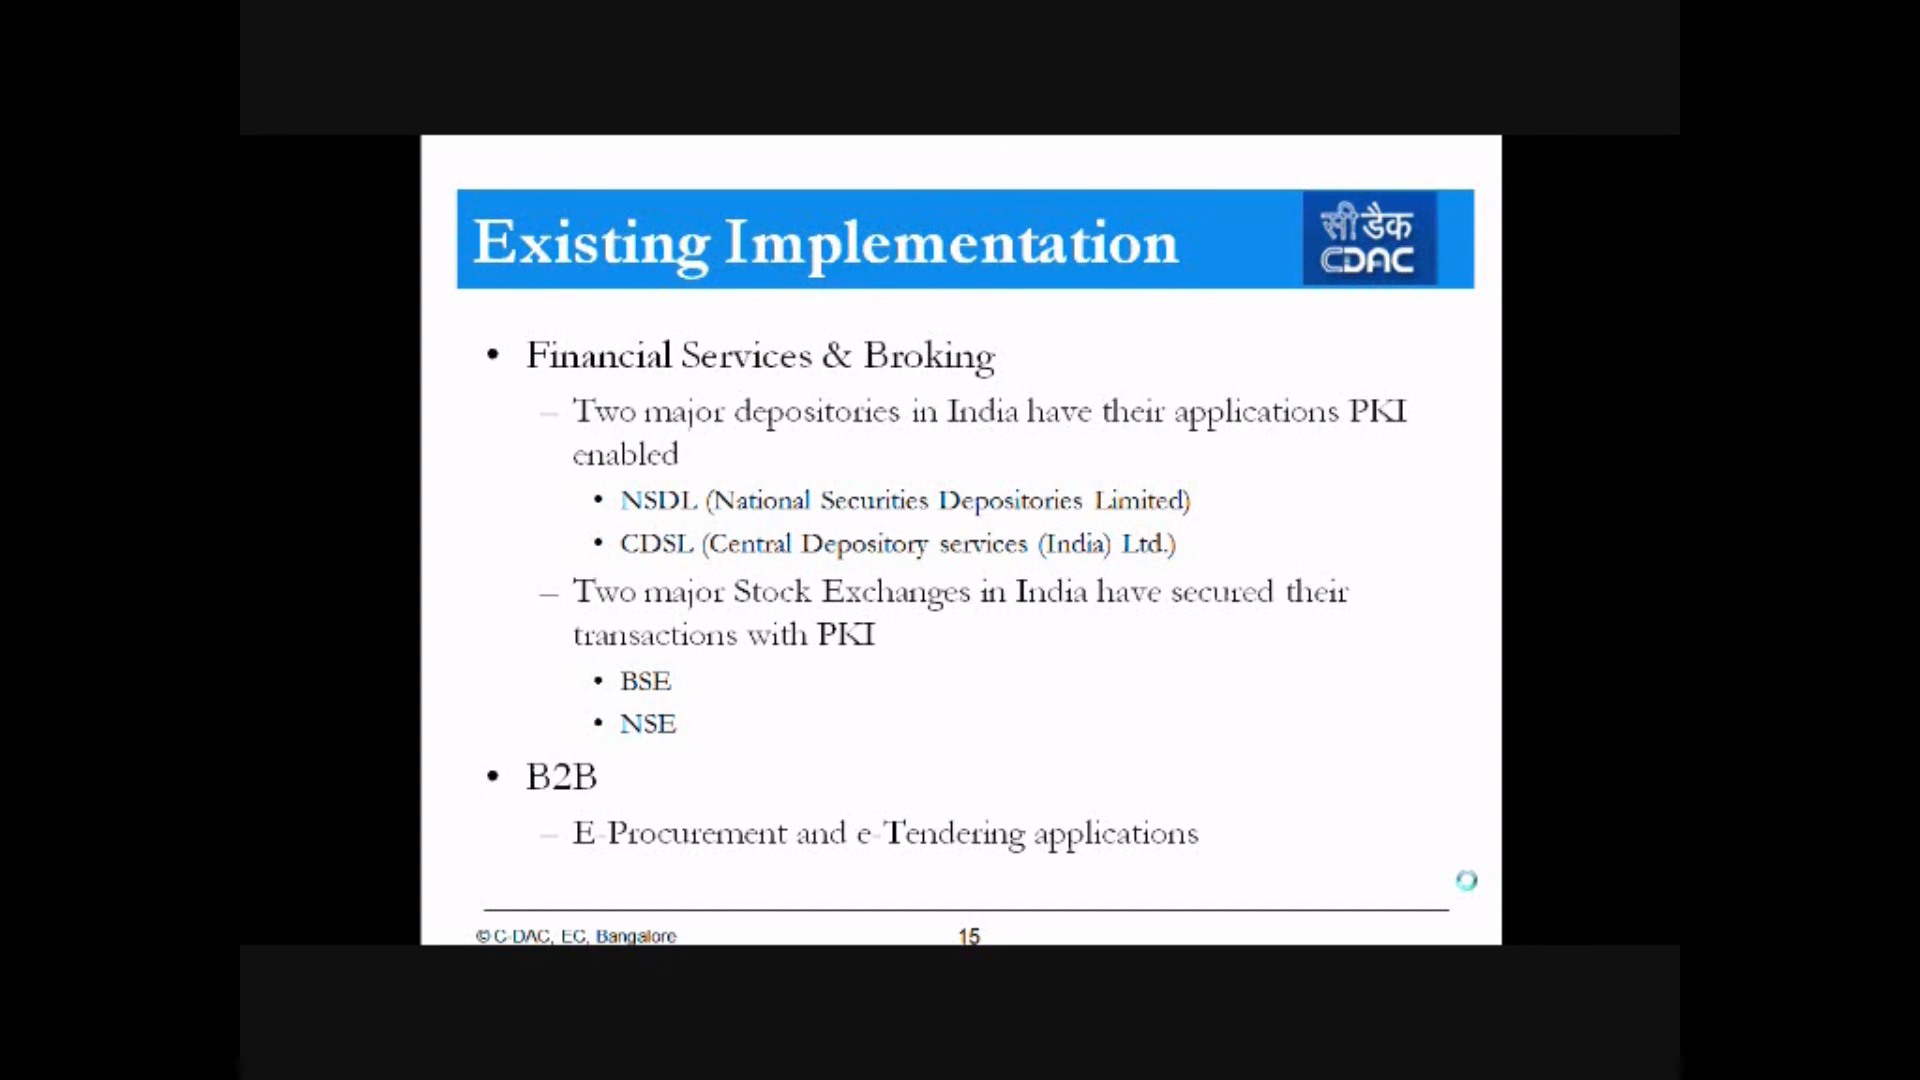 Existing Implementation
सी डैक
CDAC
• Financial Services & Broking
– Two major depositories in India have their applications PKI
enabled
• NSDL (National Securities Depositories Limited)
• CDSL (Central Depository services (India) Ltd.)
– Two major Stock Exchanges in India have secured their
transactions with PKI
• BSE
• NSE
• B2B
– E-Procurement and e-Tendering applications
© C-DAC, EC, Bangalore
15